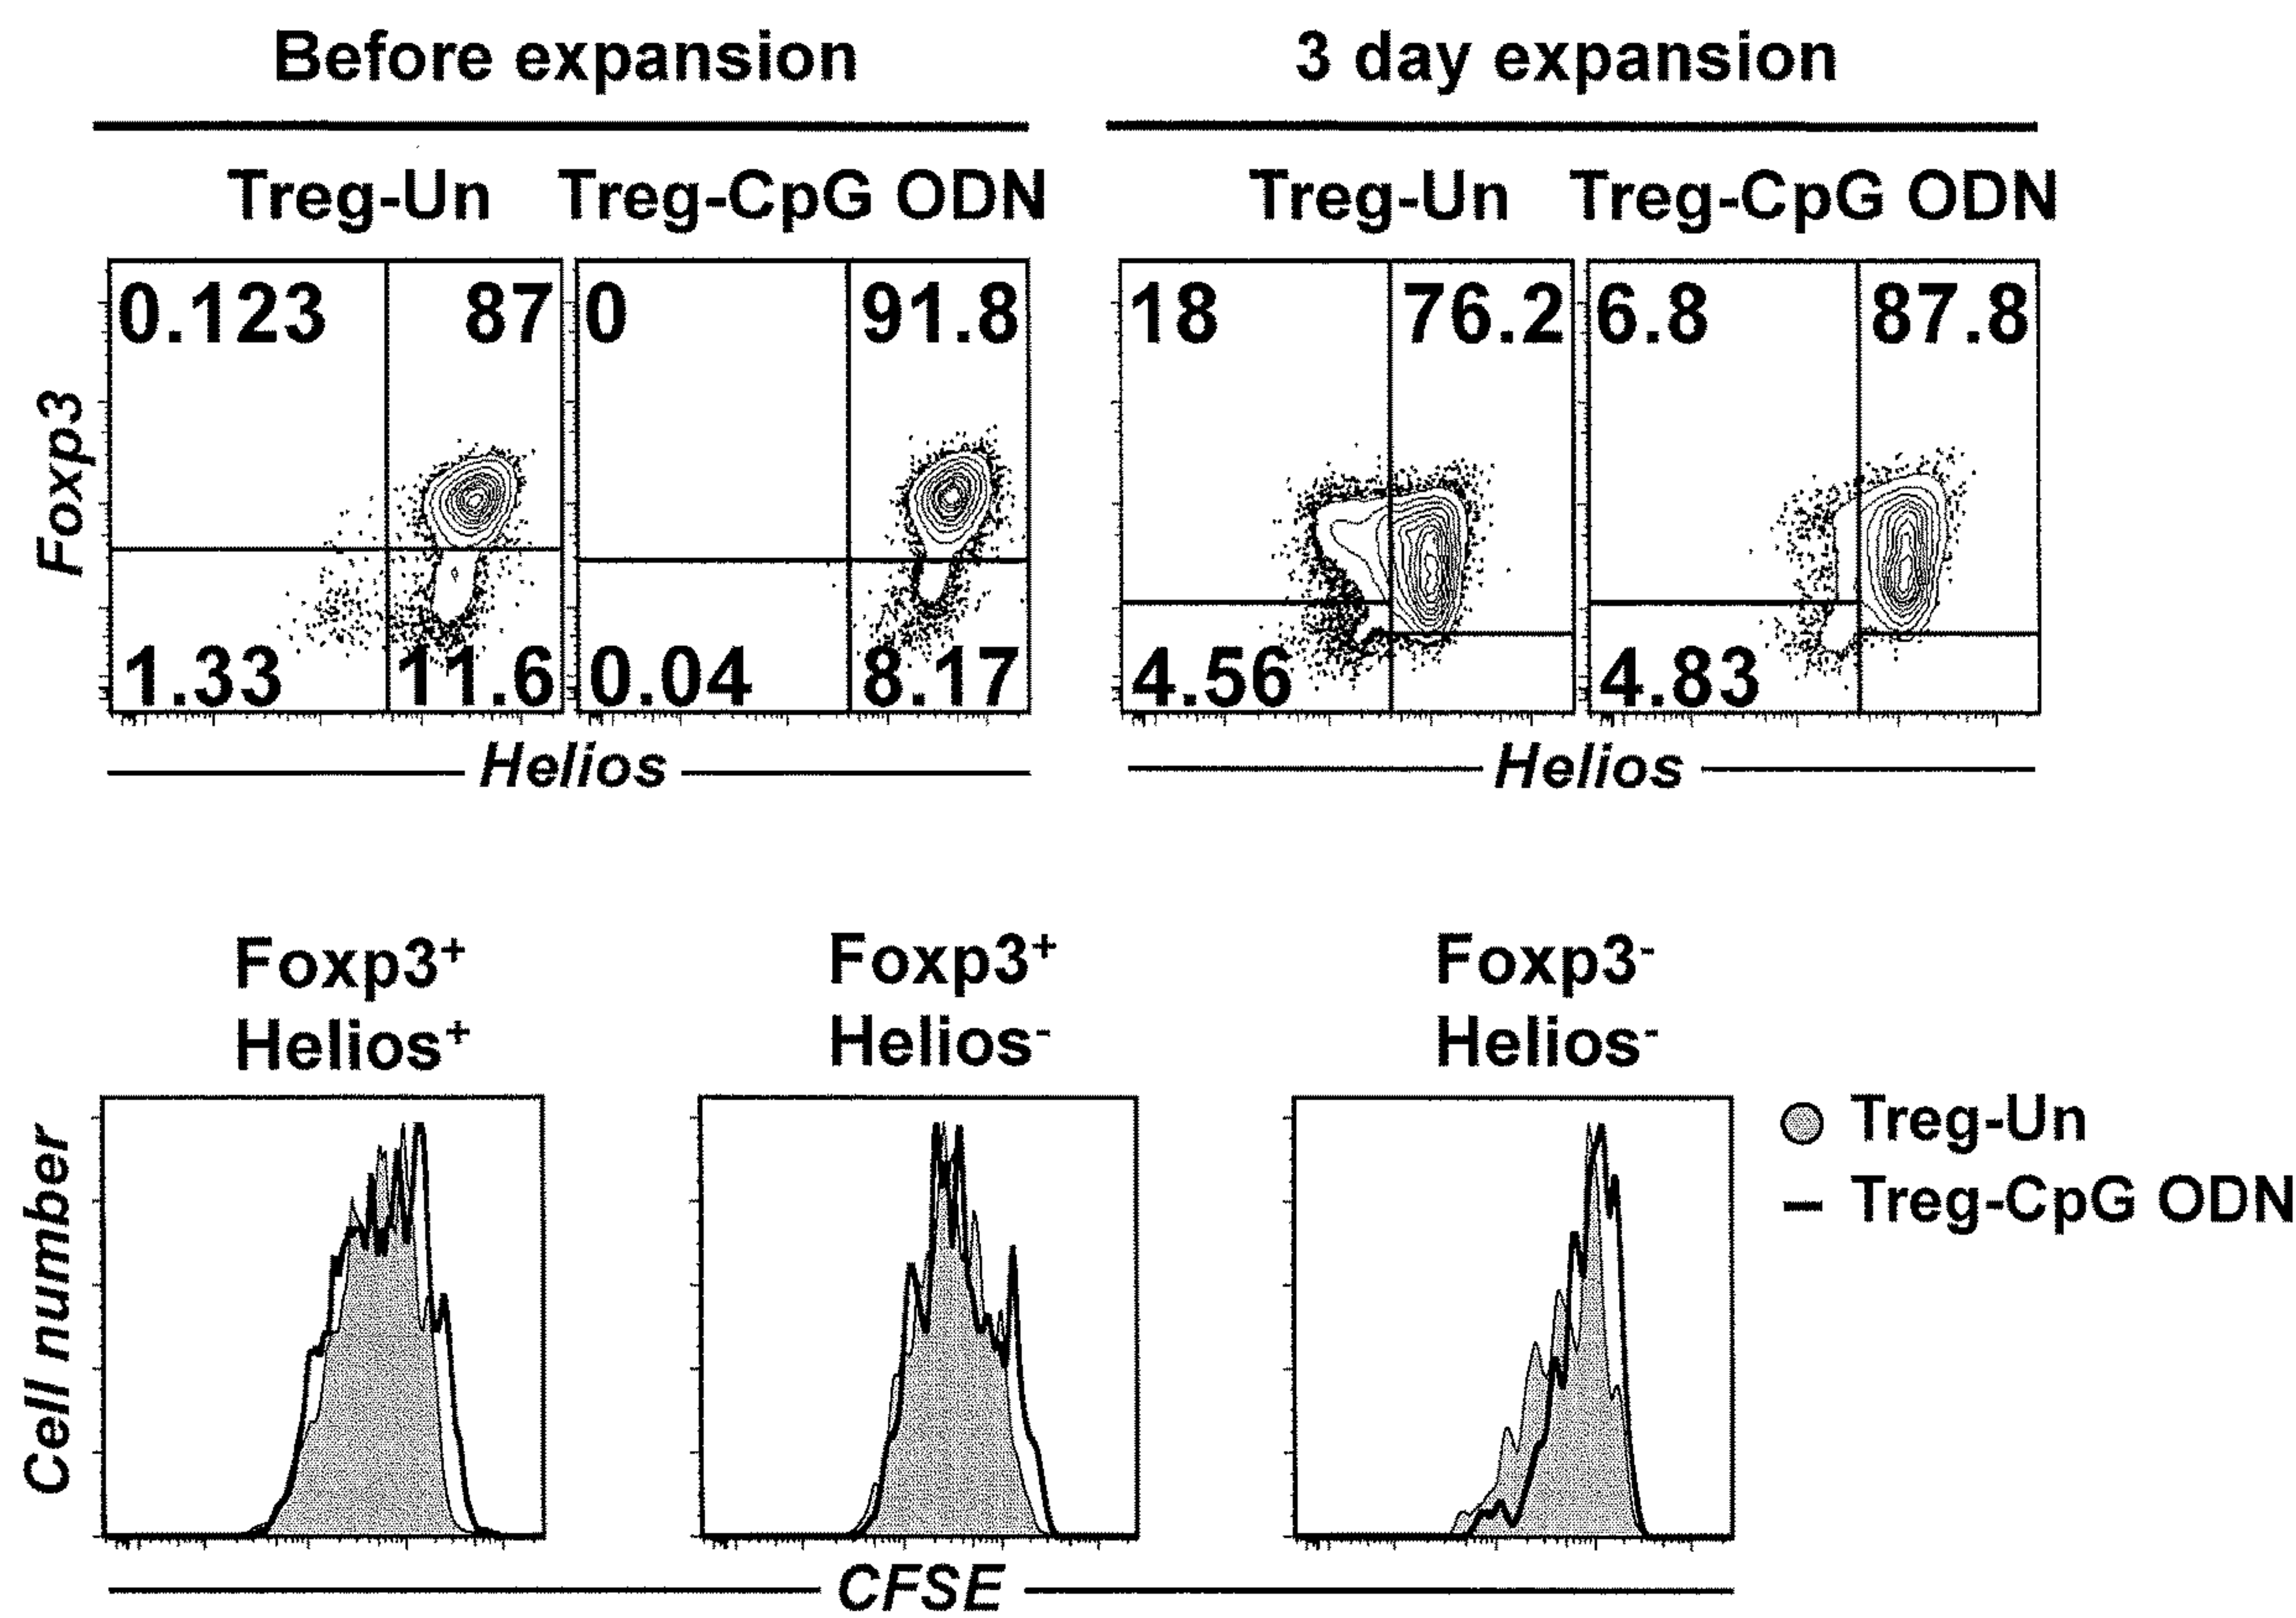 Before expansion 3 day expansion
Treg-Un Treg-CpG ODN Treg-Un Treg-CpG ODN
0.123 87 0 91.8 18 76.2 6.8 87.8
Foxp3
1.33 11.6 0.04 8.17 4.56 4.83
Helios Helios
Foxp3+ Foxp3+ Foxp3-
Helios+ Helios- Helios-
Treg-Un
Treg-CpG ODN
Cell number
CFSE